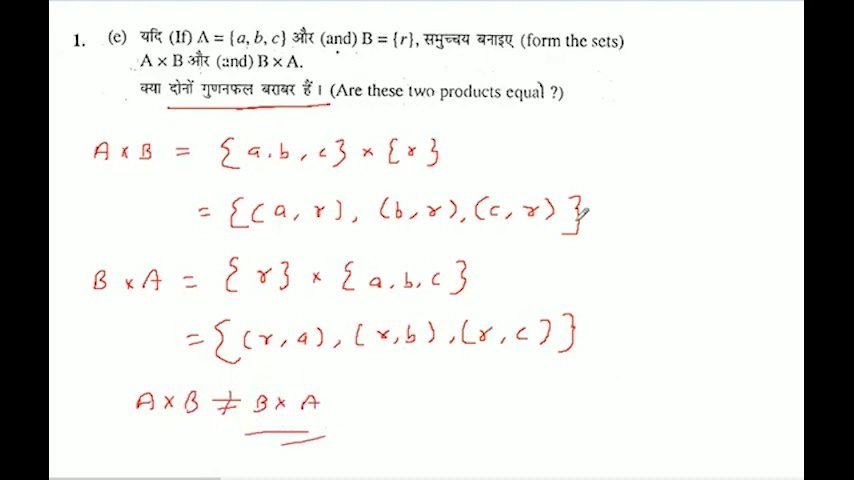 1. (e) यदि (If) A = {a, b, c} और (and) B = {r}, समुच्चय बनाइए (form the sets)
A × B और (and) B × A.
क्या दोनों गुणनफल बराबर हैं। (Are these two products equal ?)
A × B = {a, b, c} × {r}
= {(a, r), (b, r), (c, r)}
B × A = {r} × {a, b, c}
= {(r, a), (r, b), (r, c)}
A × B ≠ B × A